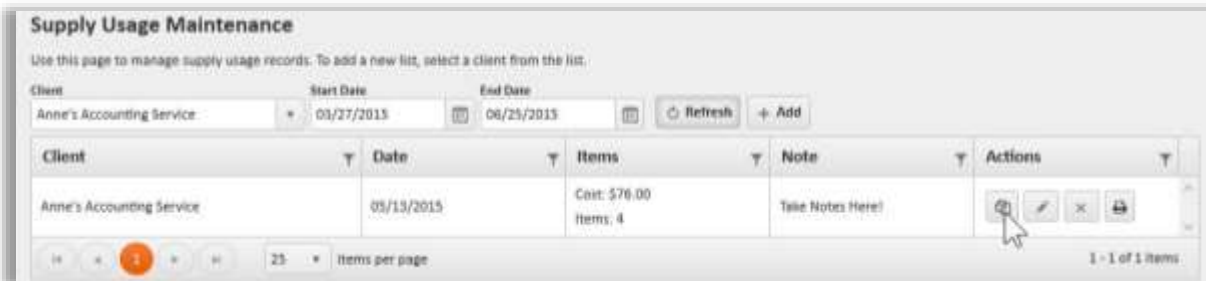 Supply Usage Maintenance
Use this page to manage supply usage records. To add a new list, select a client from the list.
Client Start Date End Date
Anne's Accounting Service 03/27/2015 06/25/2015 Refresh + Add
Client Date Items Note Actions
Anne's Accounting Service 05/13/2015 Cost: $76.00 Take Notes Here!
Items: 4
1 25 Items per page 1 - 1 of 1 items